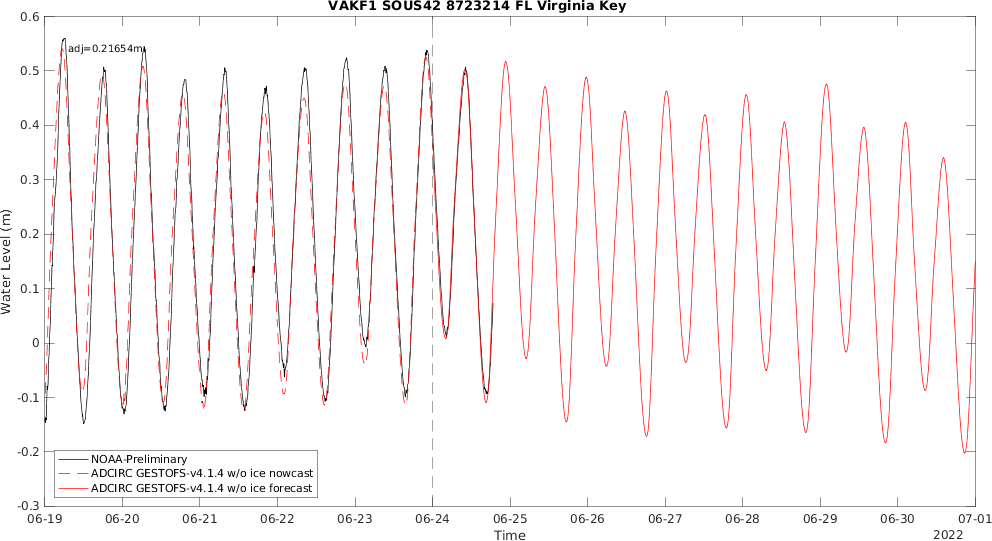 VAKF1 SOUS42 8723214 FL Virginia Key
adj=0.21654m
0.6
0.5
0.4
0.3
0.2
0.1
0
-0.1
-0.2
-0.3
Water Level (m)
NOAA-Preliminary
ADCIRC GESTOFS-v4.1.4 w/o ice nowcast
ADCIRC GESTOFS-v4.1.4 w/o ice forecast
06-19 06-20 06-21 06-22 06-23 06-24 06-25 06-26 06-27 06-28 06-29 06-30 07-01
Time
2022